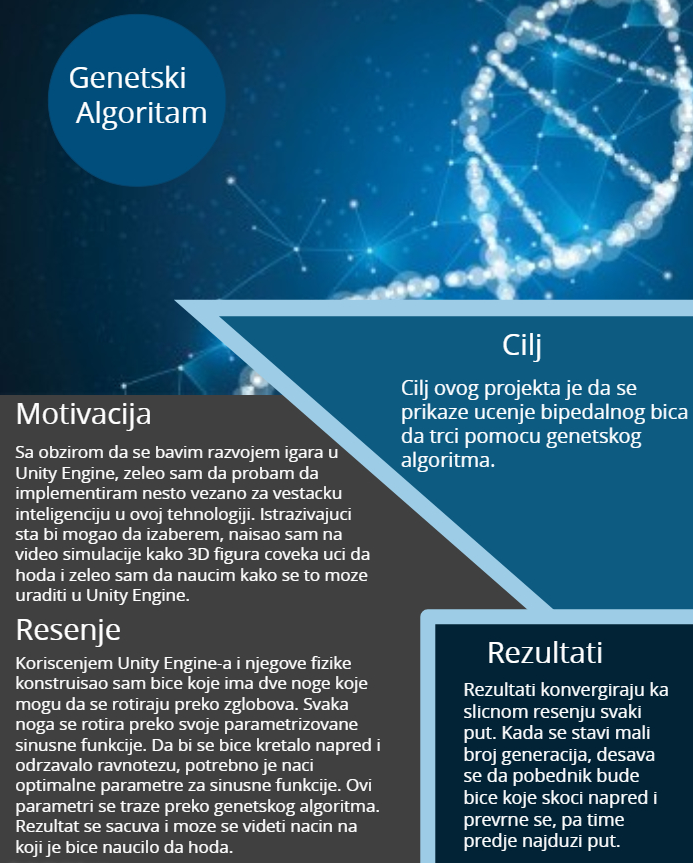 Genetski
Algoritam
Cilj
Cilj ovog projekta je da se
prikaze ucenje bipedalnog bica
da trci pomocu genetskog
algoritma.
Motivacija
Sa obzirom da se bavim razvojem igara u
Unity Engine, zeleo sam da probam da
implementiram nesto vezano za vestacku
inteligenciju u ovoj tehnologiji. Istrazivajuci
sta bi mogao da izaberem, naisao sam na
video simulacije kako 3D figura coveka uci da
hoda i zeleo sam da naucim kako se to moze
uraditi u Unity Engine.
Resenje
Koriscenjem Unity Engine-a i njegove fizike
konstruisao sam bice koje ima dve noge koje
mogu da se rotiraju preko zglobova. Svaka
noga se rotira preko svoje parametrizovane
sinusne funkcije. Da bi se bice kretalo napred i
odrzavalo ravnotezu, potrebno je naci
optimalne parametre za sinusne funkcije. Ovi
parametri se traze preko genetskog algoritma.
Rezultat se sacuva i moze se videti nacin na
koji je bice naucilo da hoda.
Rezultati
Rezultati konvergiraju ka
slicnom resenju svaki
put. Kada se stavi mali
broj generacija, desava
se da pobednik bude
bice koje skoci napred i
prevrne se, pa time
predje najduzi put.